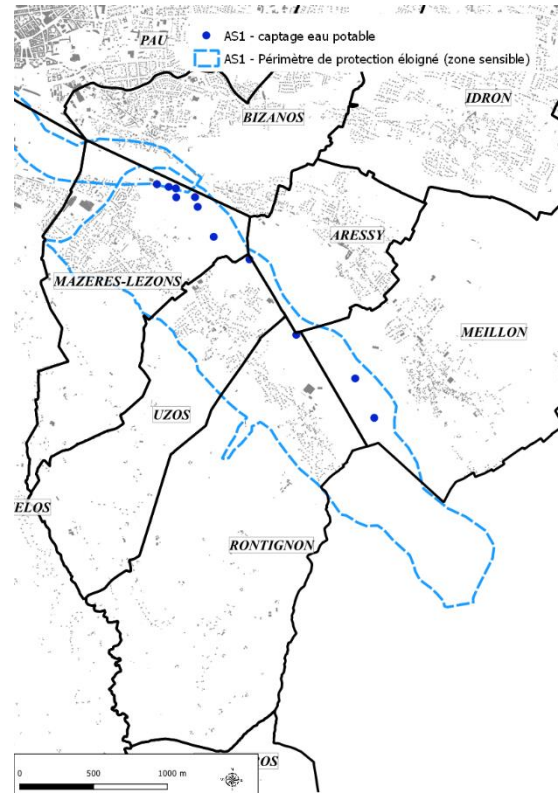 PAU
AS1 - captage eau potable
AS1 - Périmètre de protection éloigné (zone sensible)
IDRON
BIZANOS
ARESSY
MAZERES-LEZONS
MEILLON
UZOS
ELOS
RONTIGNON
OS
0 500 1000 m